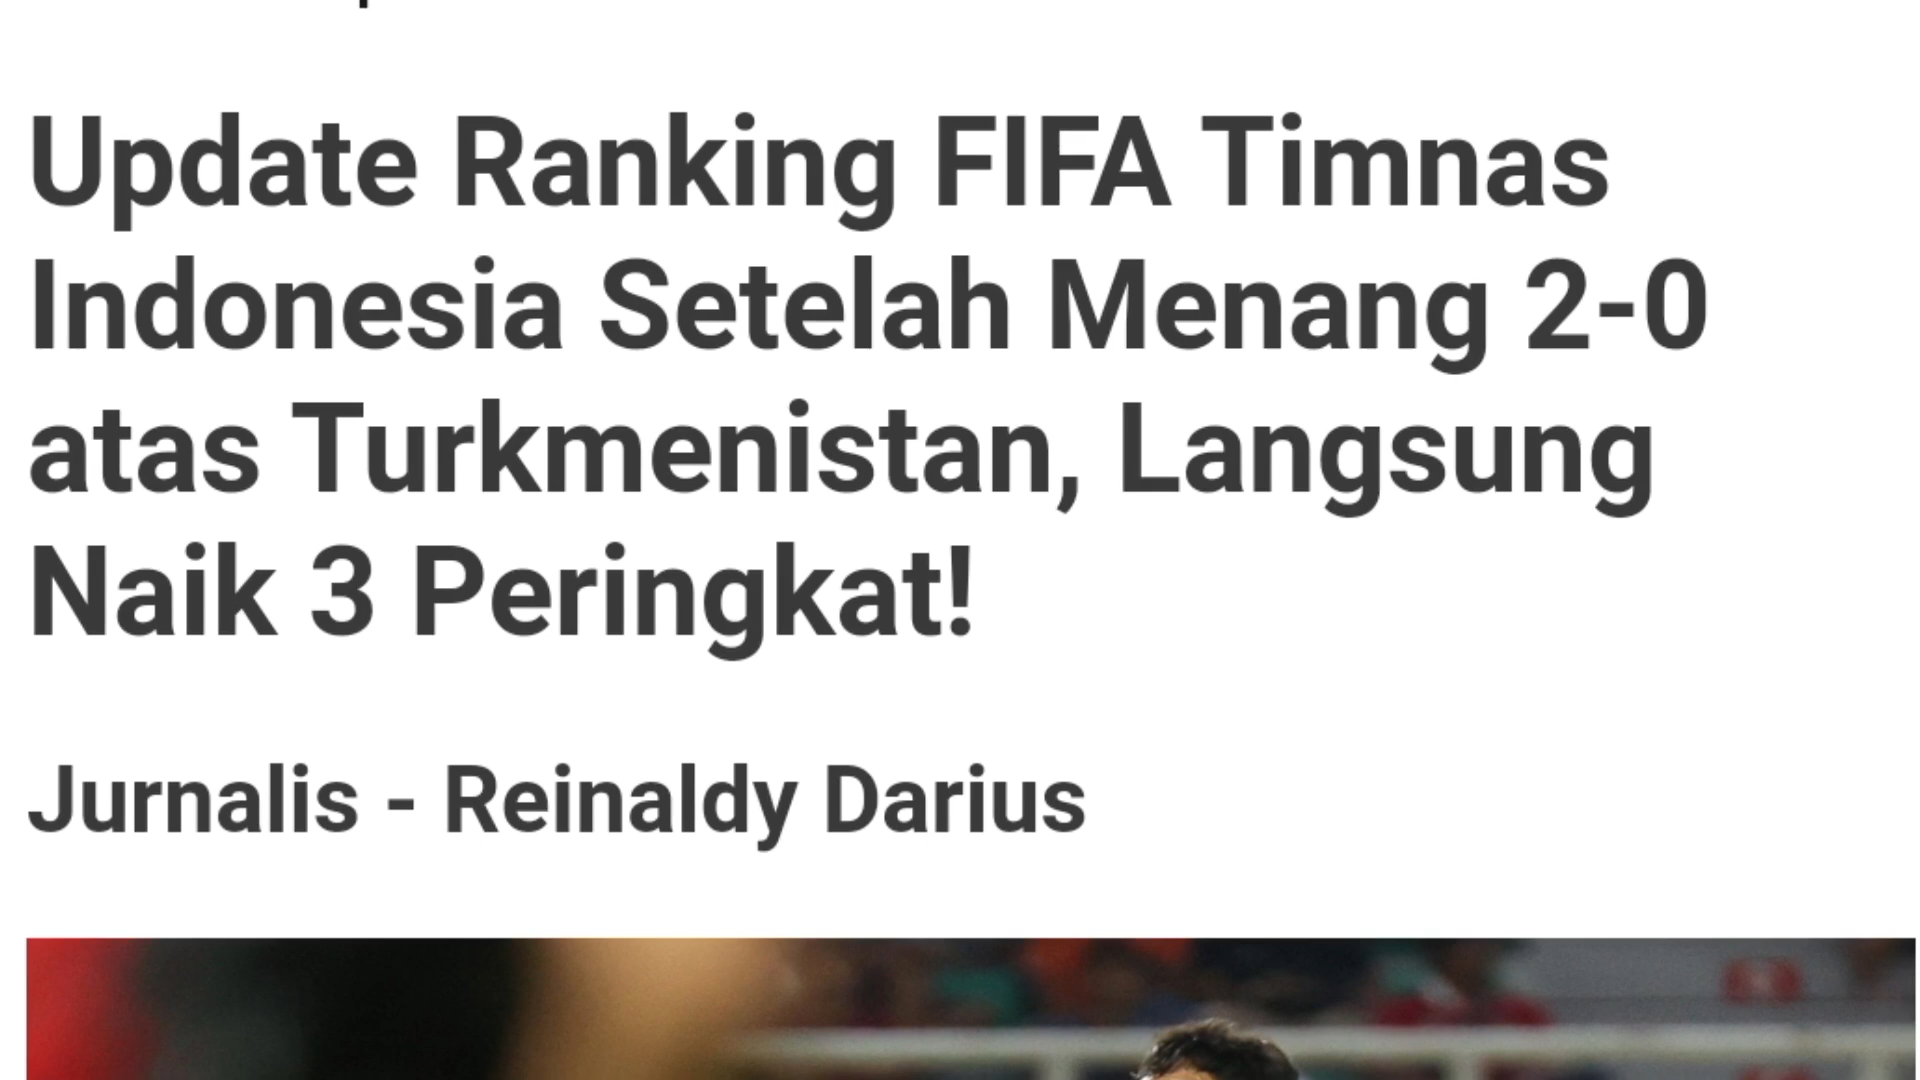 Update Ranking FIFA Timnas
Indonesia Setelah Menang 2-0
atas Turkmenistan, Langsung
Naik 3 Peringkat!
Jurnalis - Reinaldy Darius